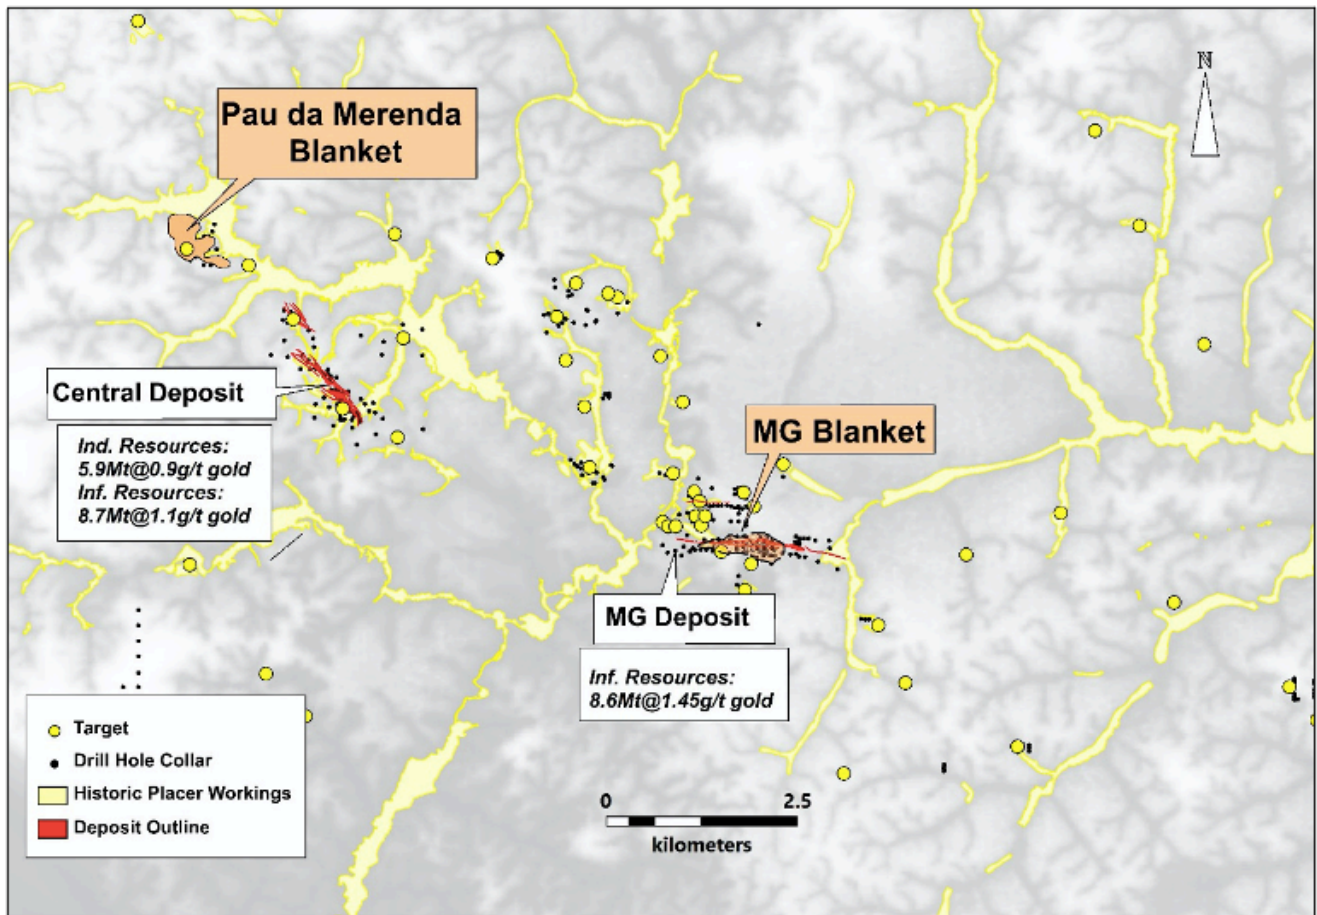 N
Pau da Merenda
Blanket
Central Deposit
Ind. Resources:
5.9Mt@0.9g/t gold
Inf. Resources:
8.7Mt@1.1g/t gold
MG Blanket
MG Deposit
Inf. Resources:
8.6Mt@1.45g/t gold
Target
Drill Hole Collar
Historic Placer Workings
Deposit Outline
0 2.5
kilometers